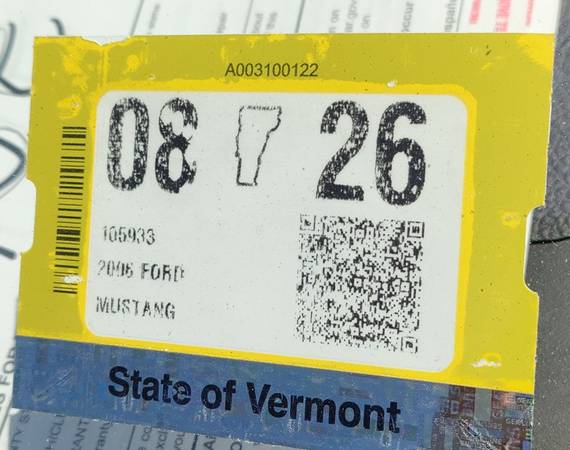 A003100122
08 26
105933
2006 FORD
MUSTANG
State of Vermont